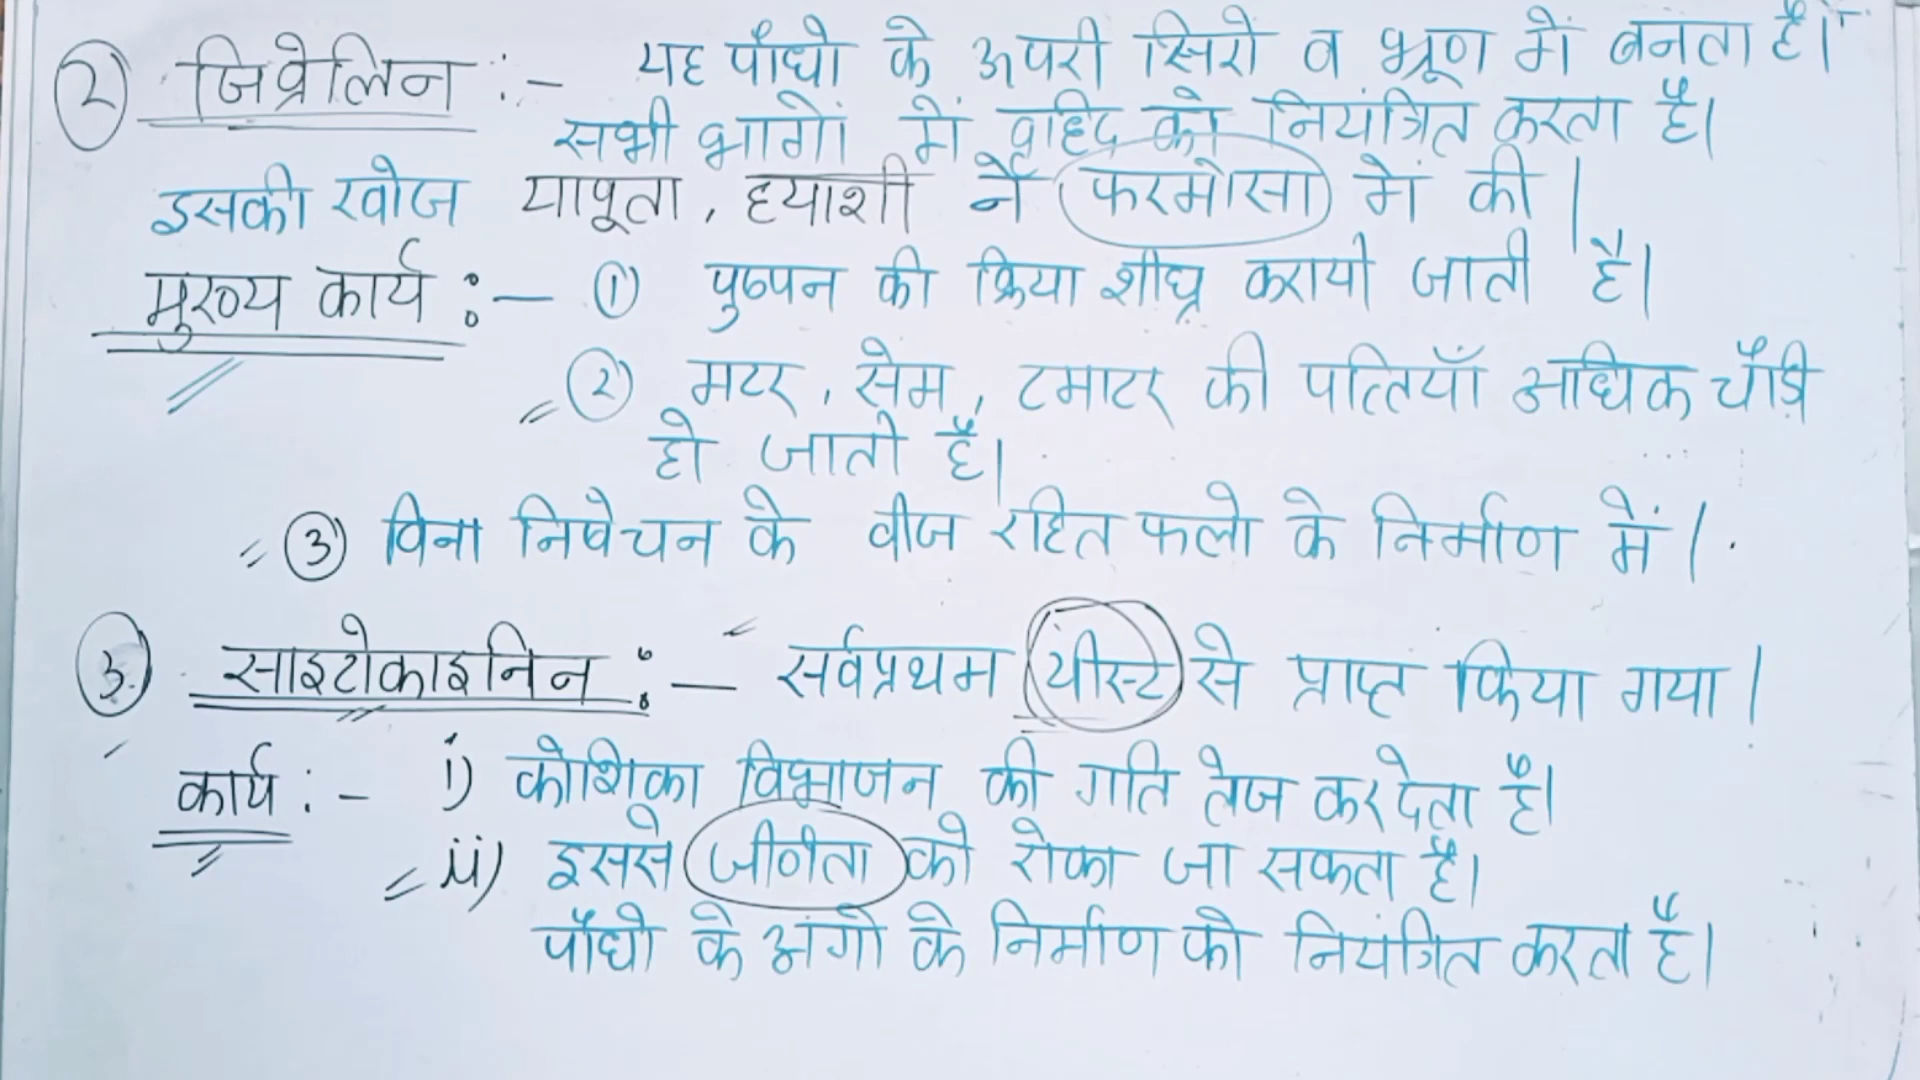 ② जिब्रेलिन :- यह पौधो के ऊपरी सिरो व भ्रूण में बनता है।
सभी भागों में वृद्धि को नियंत्रित करता है।
इसकी खोज यापूता, हयाशी ने फरमोसा में की।
मुख्य कार्य :- ① पुष्पन की क्रिया शीघ्र करायी जाती है।
② मटर, सेम, टमाटर की पत्तियाँ अधिक चौड़ी
हो जाती है।
③ विना निषेचन के वीज रहित फलो के निर्माण में।
③ साइटोकाइनिन :- सर्वप्रथम यीस्ट से प्राप्त किया गया।
कार्य :- i) कोशिका विभाजन की गति तेज कर देता है।
ii) इससे जीर्णता को रोका जा सकता है।
पौधो के अंगो के निर्माण को नियंत्रित करता है।